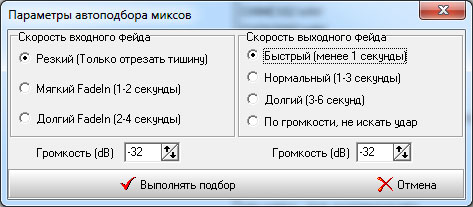 Параметры автоподбора миксов
Скорость входного фейда
Резкий (Только отрезать тишину)
Мягкий FadeIn (1-2 секунды)
Долгий FadeIn (2-4 секунды)
Громкость (dB) -32
Скорость выходного фейда
Быстрый (менее 1 секунды)
Нормальный (1-3 секунды)
Долгий (3-6 секунд)
По громкости, не искать удар
Громкость (dB) -32
Выполнять подбор
Отмена